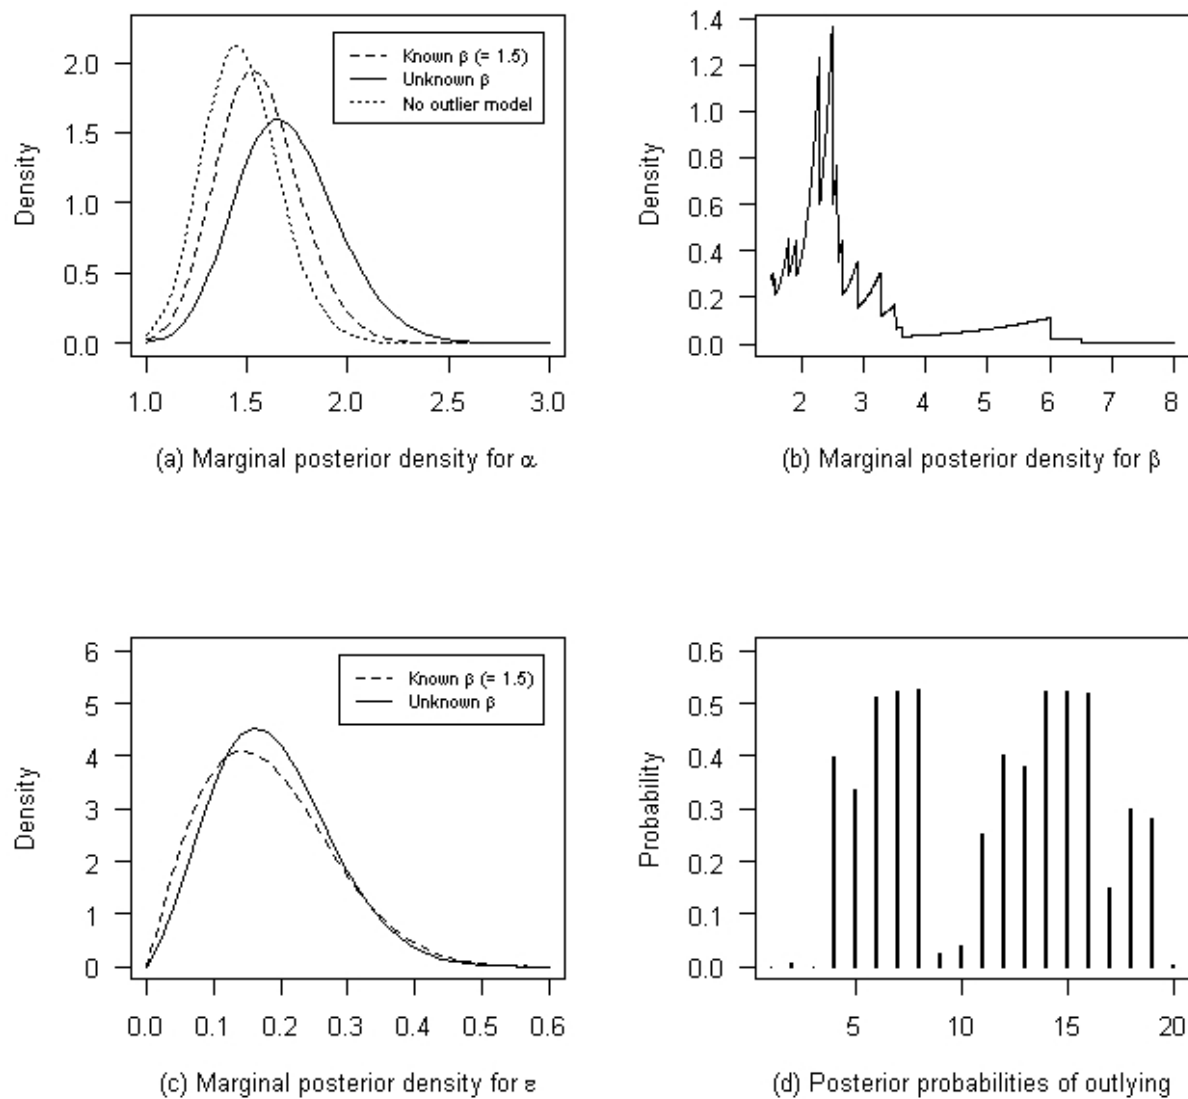 Density
2.0
1.5
1.0
0.5
0.0
Known β (= 1.5)
Unknown β
No outlier model
1.0 1.5 2.0 2.5 3.0
(a) Marginal posterior density for α
Density
1.4
1.2
1.0
0.8
0.6
0.4
0.2
0.0
2 3 4 5 6 7 8
(b) Marginal posterior density for β
Density
6
5
4
3
2
1
0
Known β (= 1.5)
Unknown β
0.0 0.1 0.2 0.3 0.4 0.5 0.6
(c) Marginal posterior density for ε
Probability
0.6
0.5
0.4
0.3
0.2
0.1
0.0
5 10 15 20
(d) Posterior probabilities of outlying